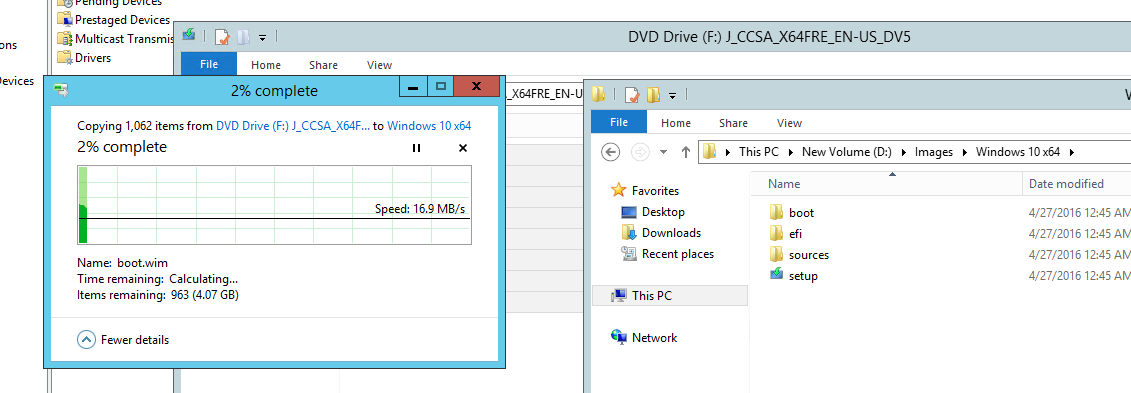 Pending Devices
Prestaged Devices
Multicast Transmis
Drivers
ons
Devices
DVD Drive (F:) J_CCSA_X64FRE_EN-US_DV5
File Home Share View
A_X64FRE_EN-U
2% complete
Copying 1,062 items from DVD Drive (F:) J_CCSA_X64F... to Windows 10 x64
2% complete
Speed: 16.9 MB/s
Name: boot.wim
Time remaining: Calculating...
Items remaining: 963 (4.07 GB)
Fewer details
W
File Home Share View
This PC New Volume (D:) Images Windows 10 x64
Favorites
Desktop
Downloads
Recent places
This PC
Network
Name Date modified
boot 4/27/2016 12:45 AM
efi 4/27/2016 12:45 AM
sources 4/27/2016 12:45 AM
setup 4/27/2016 12:45 AM